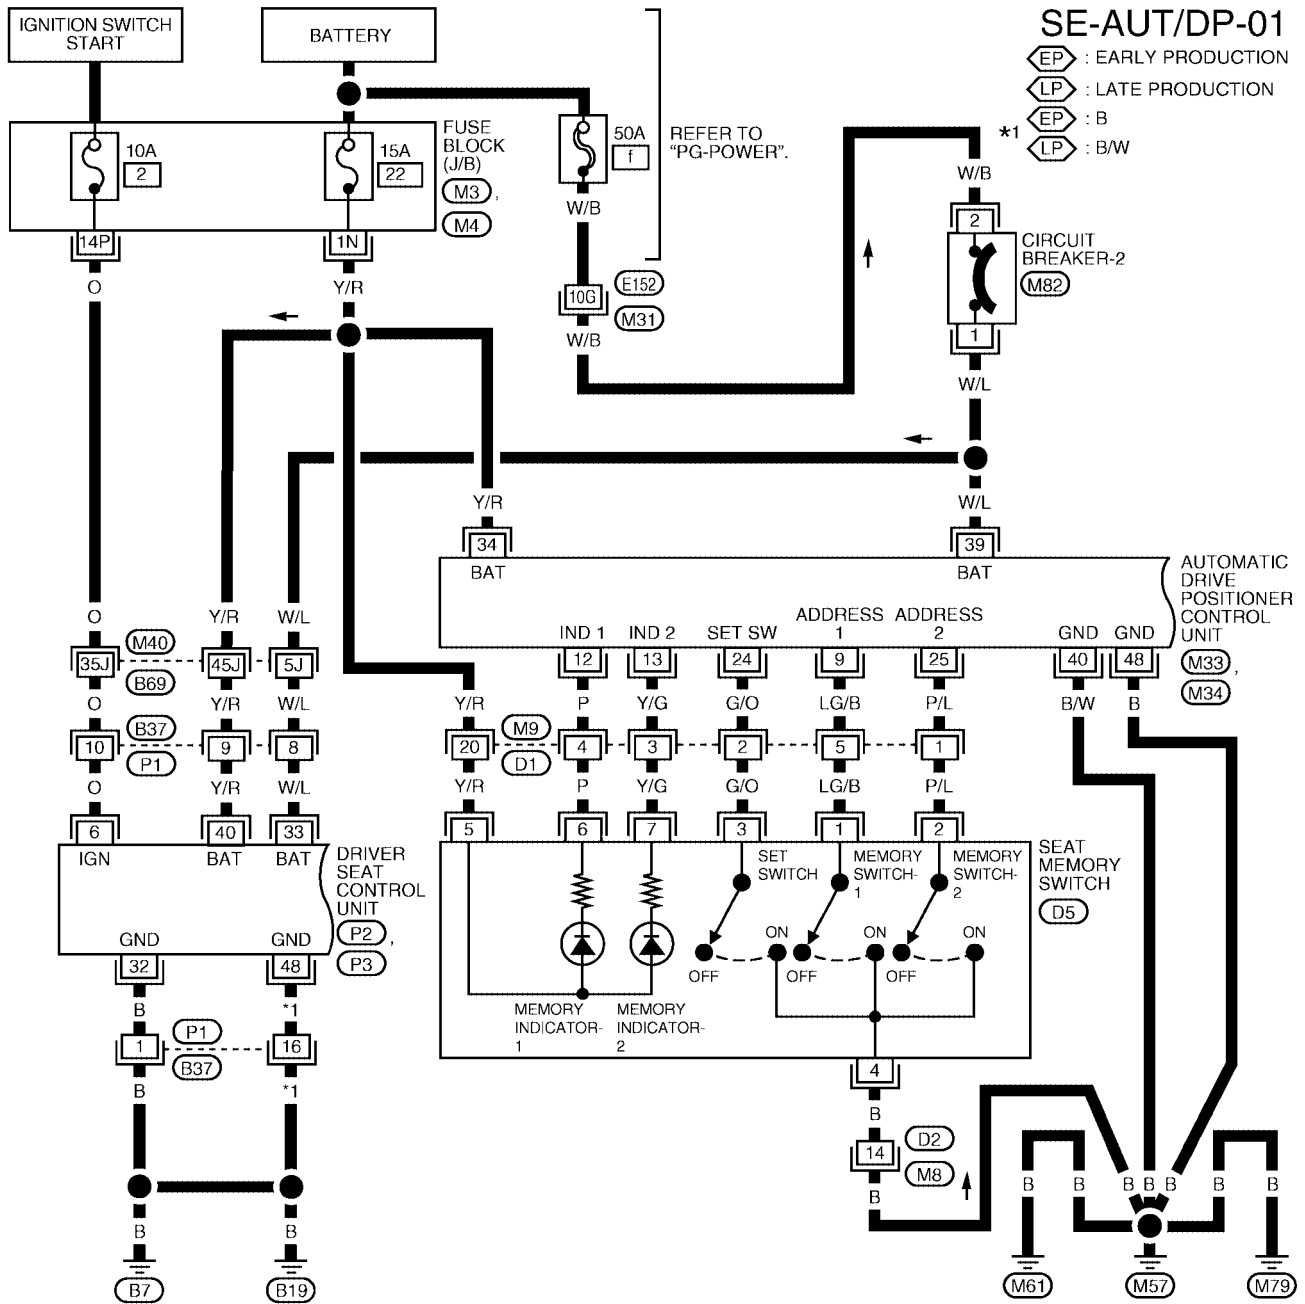 IGNITION SWITCH
START
BATTERY
SE-AUT/DP-01
EP : EARLY PRODUCTION
LP : LATE PRODUCTION
*1 EP : B
LP : B/W
10A
2
15A
22
FUSE
BLOCK
(J/B)
M3 ,
M4
50A
f
REFER TO
"PG-POWER".
14P
1N
W/B
W/B
2
CIRCUIT
BREAKER-2
M82
1
O
Y/R
10G
E152
M31
W/B
W/L
Y/R
W/L
34
39
BAT
BAT
AUTOMATIC
DRIVE
POSITIONER
CONTROL
UNIT
M33 ,
M34
IND 1
IND 2
SET SW
ADDRESS
1
ADDRESS
2
GND
GND
12
13
24
9
25
40
48
O
Y/R
W/L
35J
M40
B69
45J
5J
O
Y/R
W/L
Y/R
P
Y/G
G/O
LG/B
P/L
B/W
B
10
B37
P1
9
8
20
M9
D1
4
3
2
5
1
O
Y/R
W/L
Y/R
P
Y/G
G/O
LG/B
P/L
6
40
33
5
6
7
3
1
2
IGN
BAT
BAT
DRIVER
SEAT
CONTROL
UNIT
P2 ,
P3
SET
SWITCH
MEMORY
SWITCH-
1
MEMORY
SWITCH-
2
SEAT
MEMORY
SWITCH
D5
GND
GND
32
48
OFF
ON
OFF
OFF
ON
MEMORY
INDICATOR-
1
MEMORY
INDICATOR-
2
B
*1
1
P1
B37
16
B
*1
4
B
14
D2
M8
B
B
B
B
B
B
B
B
B
B
B7
B19
M61
M57
M79